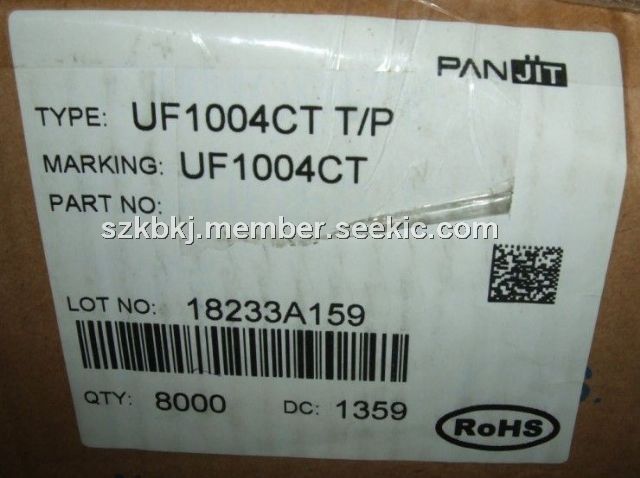 PANJIT
TYPE: UF1004CT T/P
MARKING: UF1004CT
PART NO:
szkbkj.member.seekic.com
LOT NO: 18233A159
QTY: 8000 DC: 1359
RoHS